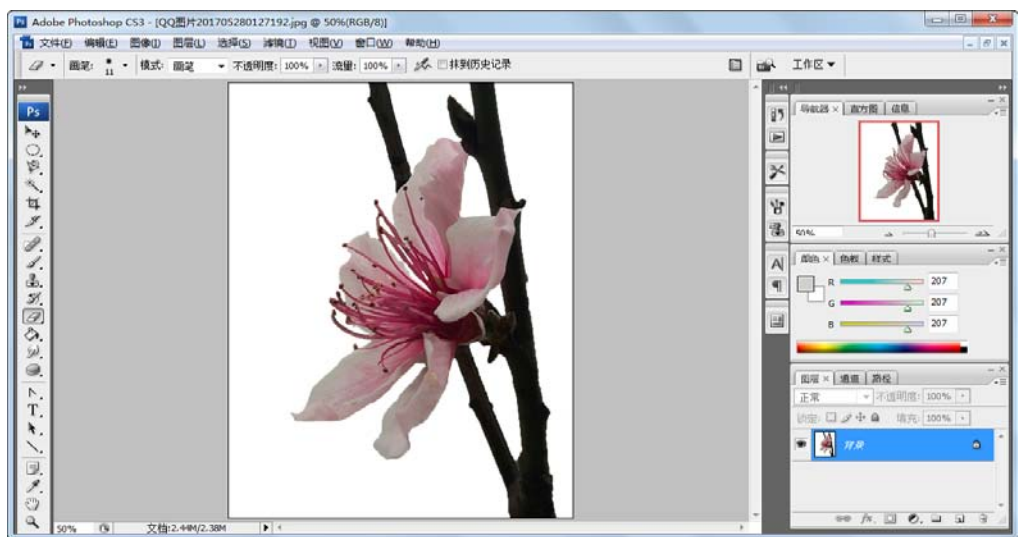 Adobe Photoshop CS3 - [QQ图片201705280127192.jpg @ 50%(RGB/8)]
文件(F) 编辑(E) 图像(I) 图层(L) 选择(S) 滤镜(T) 视图(V) 窗口(W) 帮助(H)
画笔: 11 模式: 画笔 不透明度: 100% 流量: 100% 抹到历史记录 工作区
Ps
导航器 × 直方图 信息
50%
颜色 × 色板 样式
R 207
G 207
B 207
图层 × 通道 路径
正常 不透明度: 100%
锁定: 填充: 100%
背景
50% 文档:2.44M/2.38M